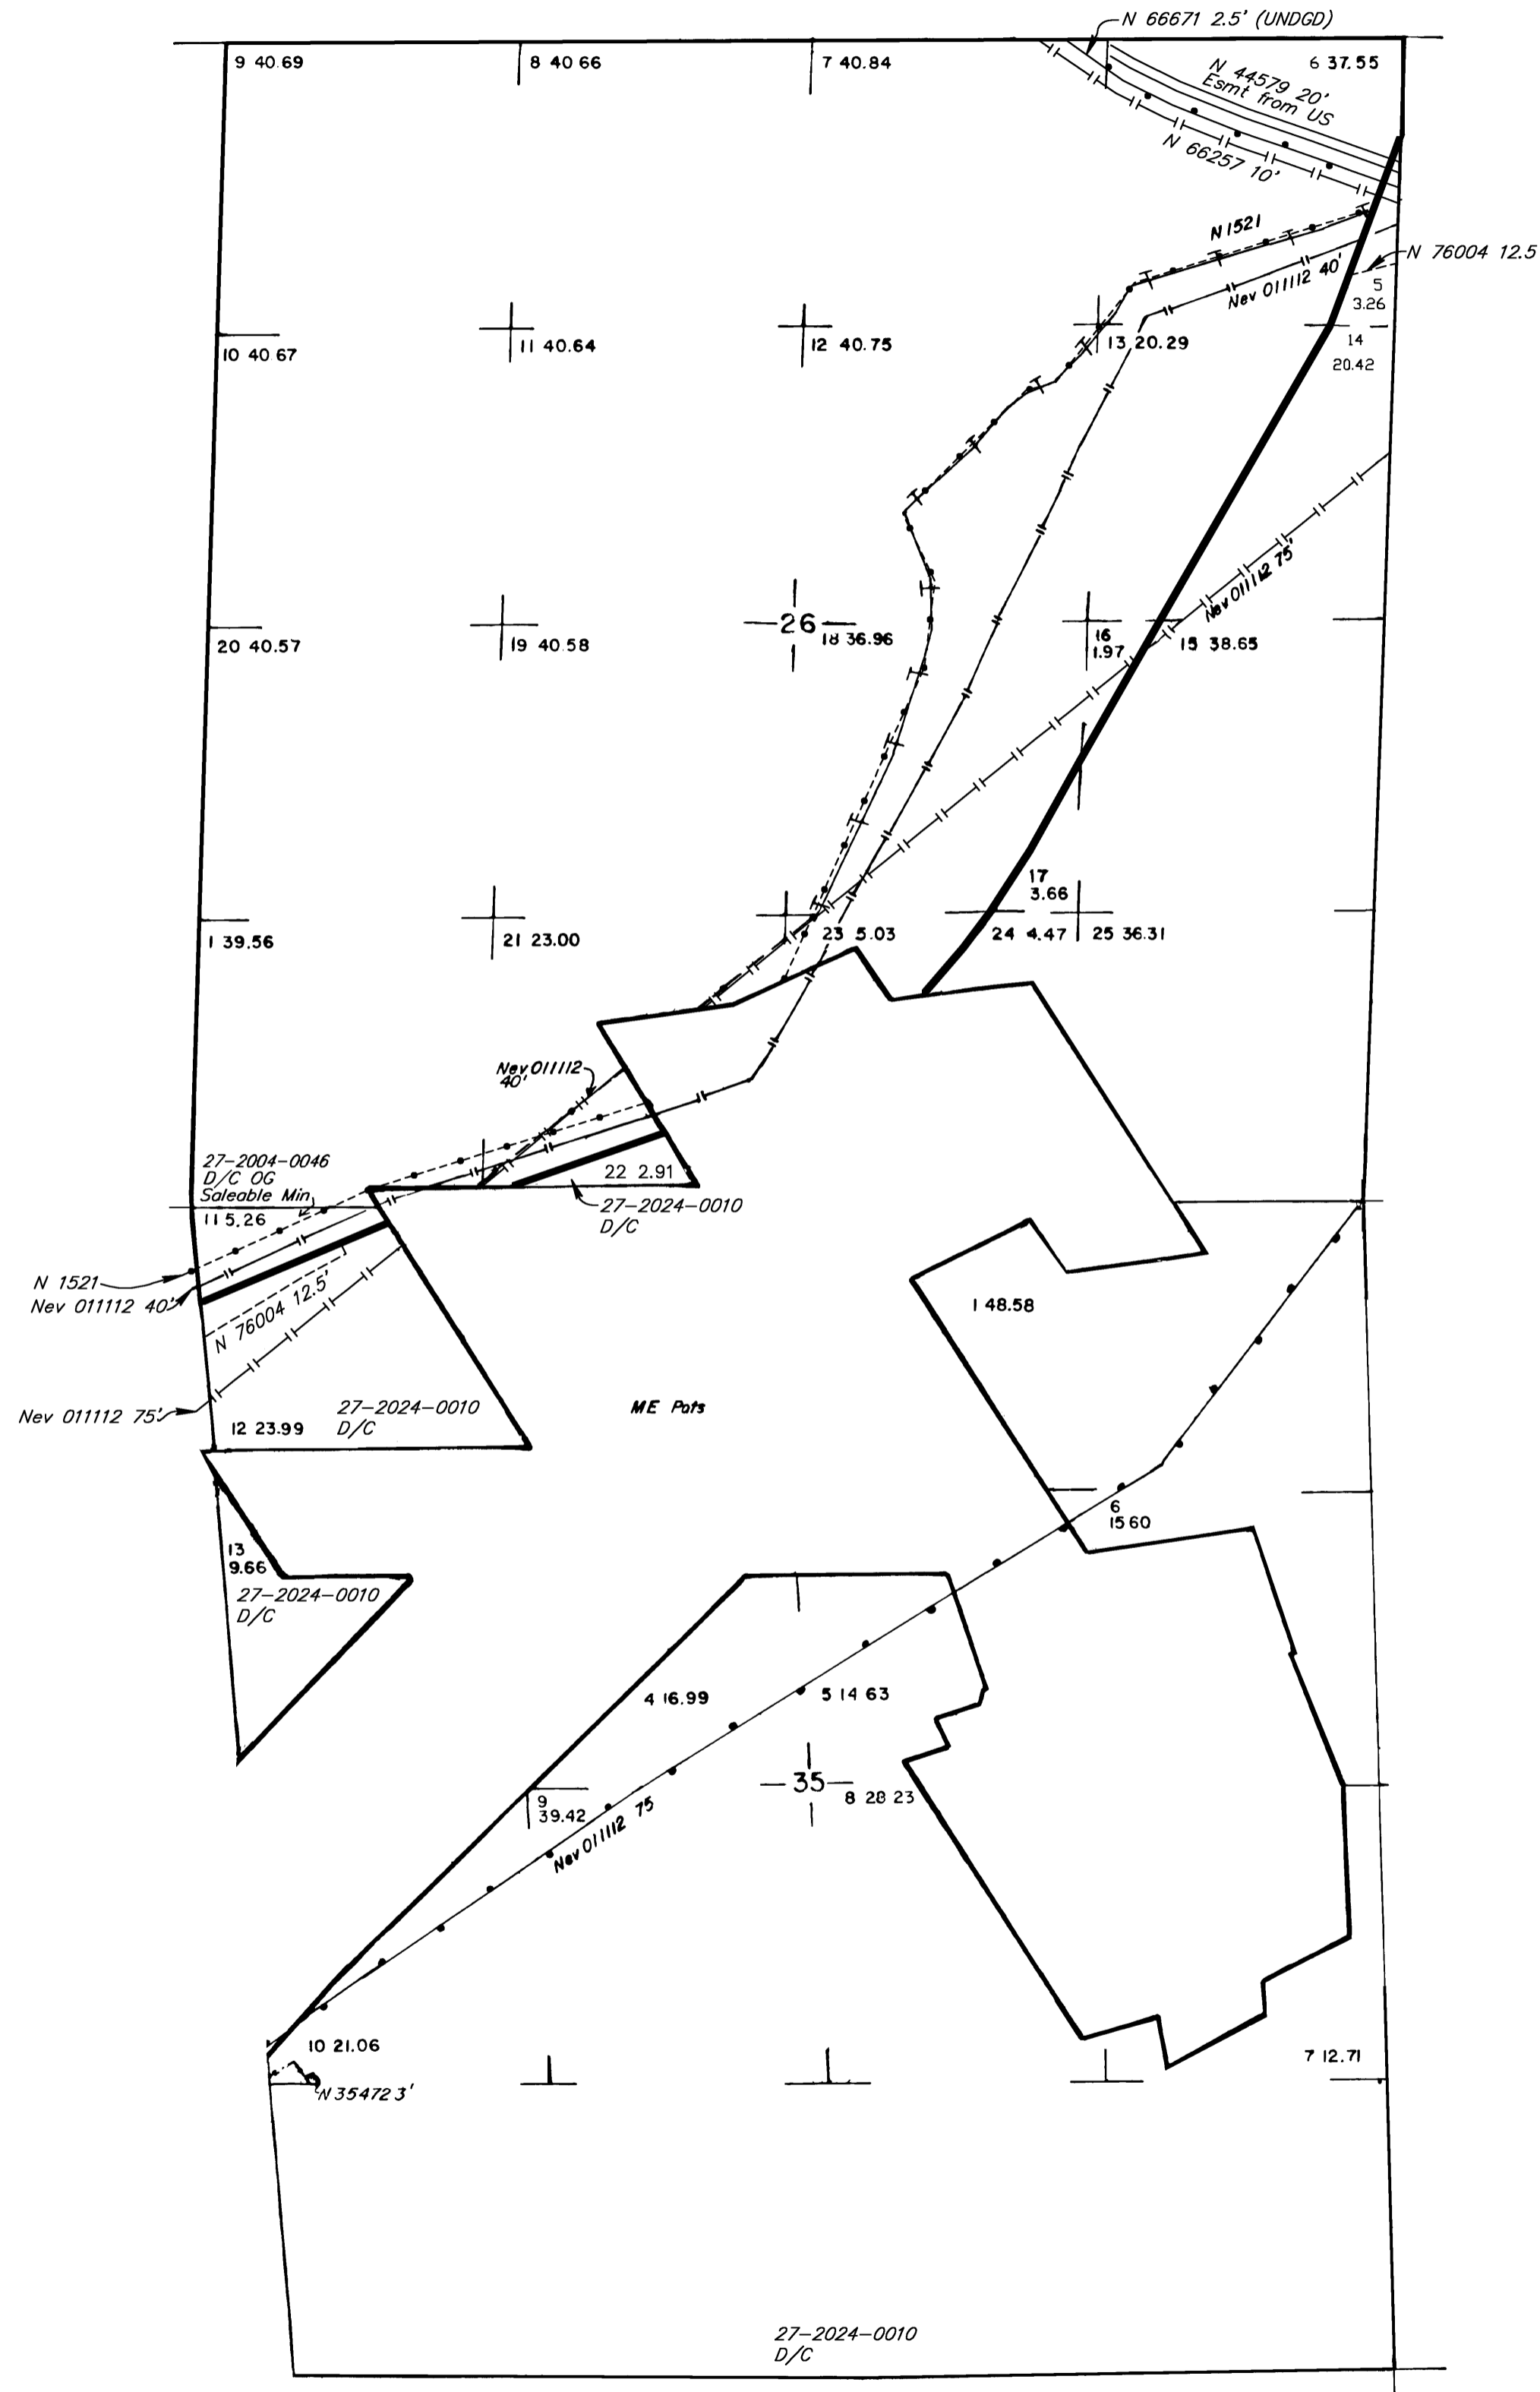 N 66671 2.5' (UNDGD)
9 40.69
8 40 66
7 40.84
6 37.55
N 44579 20'
Esmt from US
N 66257 10'
N 1521
N 76004 12.5
Nev 011112 40'
5
3.26
10 40 67
11 40.64
12 40.75
13 20.29
14
20.42
Nev 011112 75'
20 40.57
19 40.58
26
18 36.96
16
1.97
15 38.65
17
3.66
1 39.56
21 23.00
23 5.03
24 4.47
25 36.31
Nev 011112
40'
27-2004-0046
D/C OG
Saleable Min
11 5.26
22 2.91
27-2024-0010
D/C
N 1521
Nev 011112 40'
N 76004 12.5'
1 48.58
Nev 011112 75'
27-2024-0010
D/C
12 23.99
ME Pats
6
15 60
13
9.66
27-2024-0010
D/C
4 16.99
5 14 63
35
8 28 23
9
39.42
Nev 011112 75
10 21.06
7 12.71
N 35472 3'
27-2024-0010
D/C